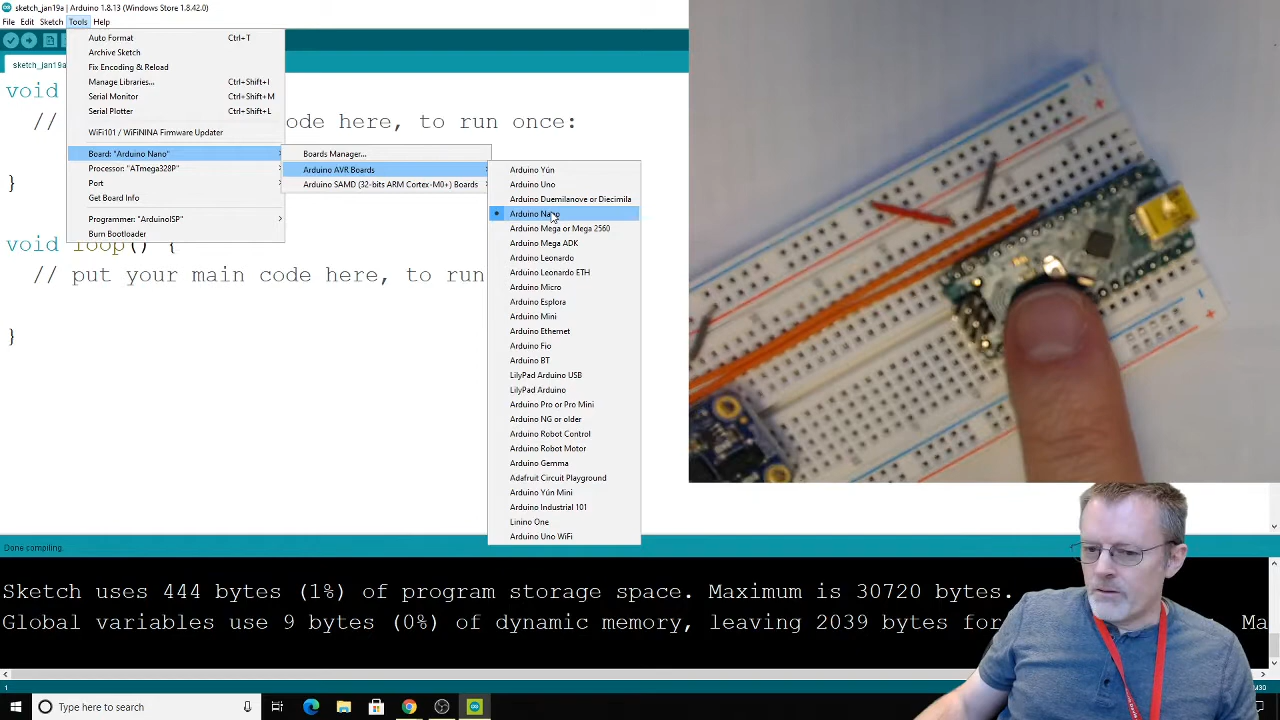 sketch_jan19a | Arduino 1.8.13 (Windows Store 1.8.42.0)
File Edit Sketch Tools Help
sketch_jan19a
void
// code here, to run once:
}
loop() {
// put your main code here, to run
}
Auto Format Ctrl+T
Archive Sketch
Fix Encoding & Reload
Manage Libraries... Ctrl+Shift+I
Serial Monitor Ctrl+Shift+M
Serial Plotter Ctrl+Shift+L
WiFi101 / WiFiNINA Firmware Updater
Board: "Arduino Nano"
Processor: "ATmega328P"
Port
Get Board Info
Programmer: "ArduinoISP"
Burn Bootloader
Boards Manager...
Arduino AVR Boards
Arduino SAMD (32-bits ARM Cortex-M0+) Boards
Arduino Yún
Arduino Uno
Arduino Duemilanove or Diecimila
Arduino Nano
Arduino Mega or Mega 2560
Arduino Mega ADK
Arduino Leonardo
Arduino Leonardo ETH
Arduino Micro
Arduino Esplora
Arduino Mini
Arduino Ethernet
Arduino Fio
Arduino BT
LilyPad Arduino USB
LilyPad Arduino
Arduino Pro or Pro Mini
Arduino NG or older
Arduino Robot Control
Arduino Robot Motor
Arduino Gemma
Adafruit Circuit Playground
Arduino Yún Mini
Arduino Industrial 101
Linino One
Arduino Uno WiFi
Done compiling.
Sketch uses 444 bytes (1%) of program storage space. Maximum is 30720 bytes.
Global variables use 9 bytes (0%) of dynamic memory, leaving 2039 bytes for Ma
1
Type here to search